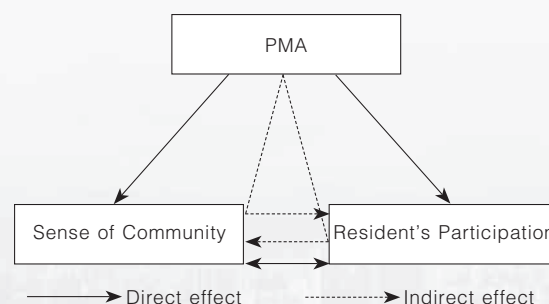 PMA
Sense of Community
Resident's Participation
Direct effect
Indirect effect